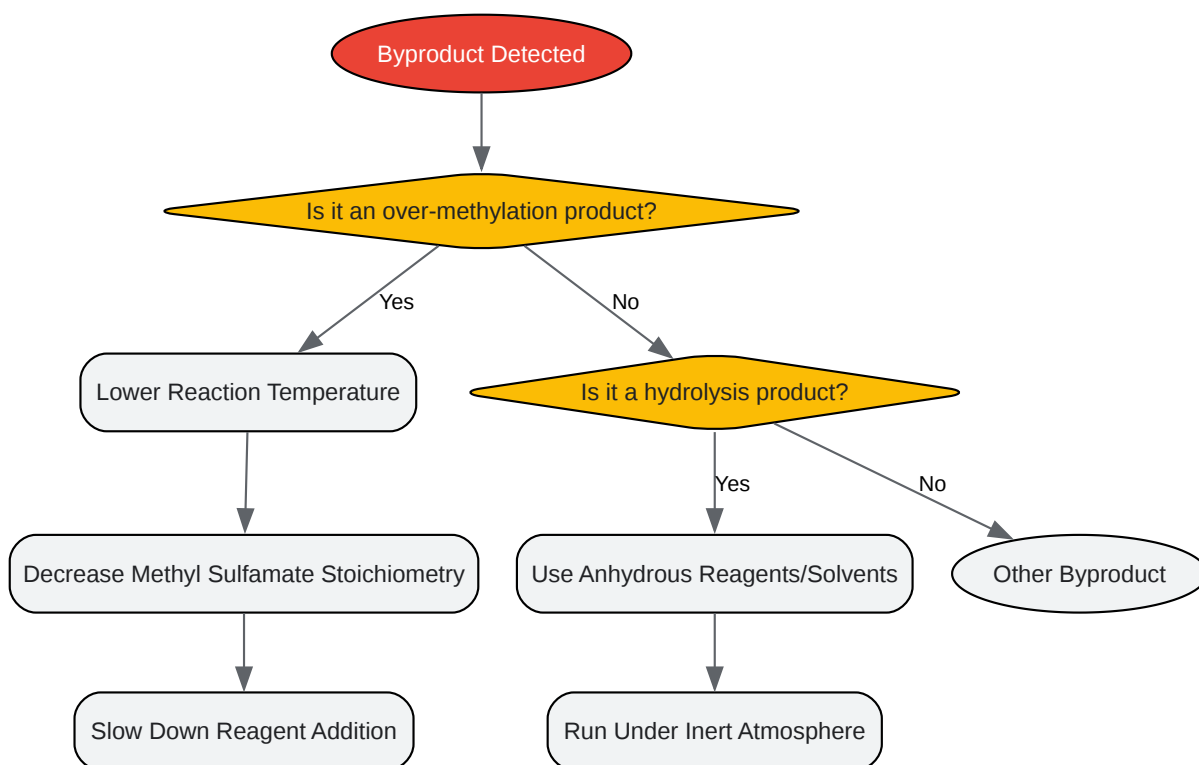 Byproduct Detected
Is it an over-methylation product?
Yes
No
Lower Reaction Temperature
Is it a hydrolysis product?
Yes
No
Decrease Methyl Sulfamate Stoichiometry
Use Anhydrous Reagents/Solvents
Other Byproduct
Slow Down Reagent Addition
Run Under Inert Atmosphere